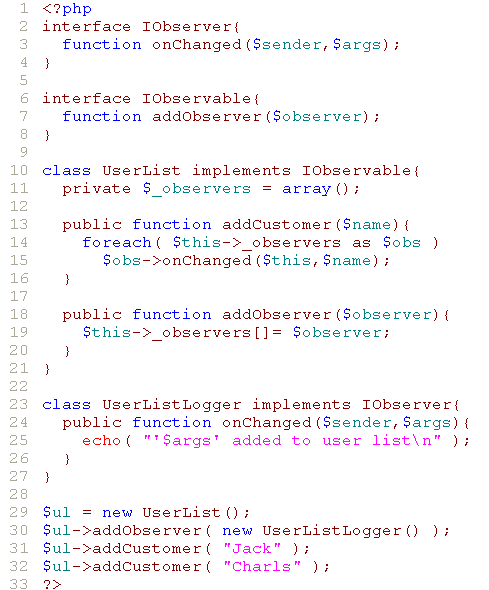 1 <?php
2 interface IObserver{
3   function onChanged($sender,$args);
4 }
5
6 interface IObservable{
7   function addObserver($observer);
8 }
9
10 class UserList implements IObservable{
11   private $_observers = array();
12
13   public function addCustomer($name){
14     foreach( $this->_observers as $obs )
15       $obs->onChanged($this,$name);
16   }
17
18   public function addObserver($observer){
19     $this->_observers[]= $observer;
20   }
21 }
22
23 class UserListLogger implements IObserver{
24   public function onChanged($sender,$args){
25     echo( "'$args' added to user list\n" );
26   }
27 }
28
29 $ul = new UserList();
30 $ul->addObserver( new UserListLogger() );
31 $ul->addCustomer( "Jack" );
32 $ul->addCustomer( "Charls" );
33 ?>